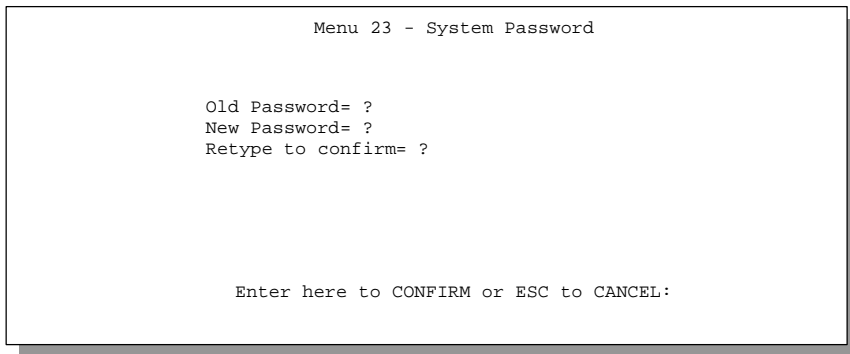 Menu 23 - System Password
Old Password= ?
New Password= ?
Retype to confirm= ?
Enter here to CONFIRM or ESC to CANCEL: